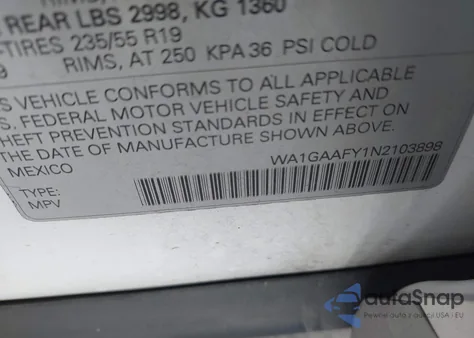 REAR LBS 2998, KG 1360
TIRES 235/55 R19
RIMS, AT 250 KPA 36 PSI COLD
S VEHICLE CONFORMS TO ALL APPLICABLE
S. FEDERAL MOTOR VEHICLE SAFETY AND
HEFT PREVENTION STANDARDS IN EFFECT ON
THE DATE OF MANUFACTURE SHOWN ABOVE.
MEXICO
WA1GAAFY1N2103898
TYPE:
MPV
autaSnap